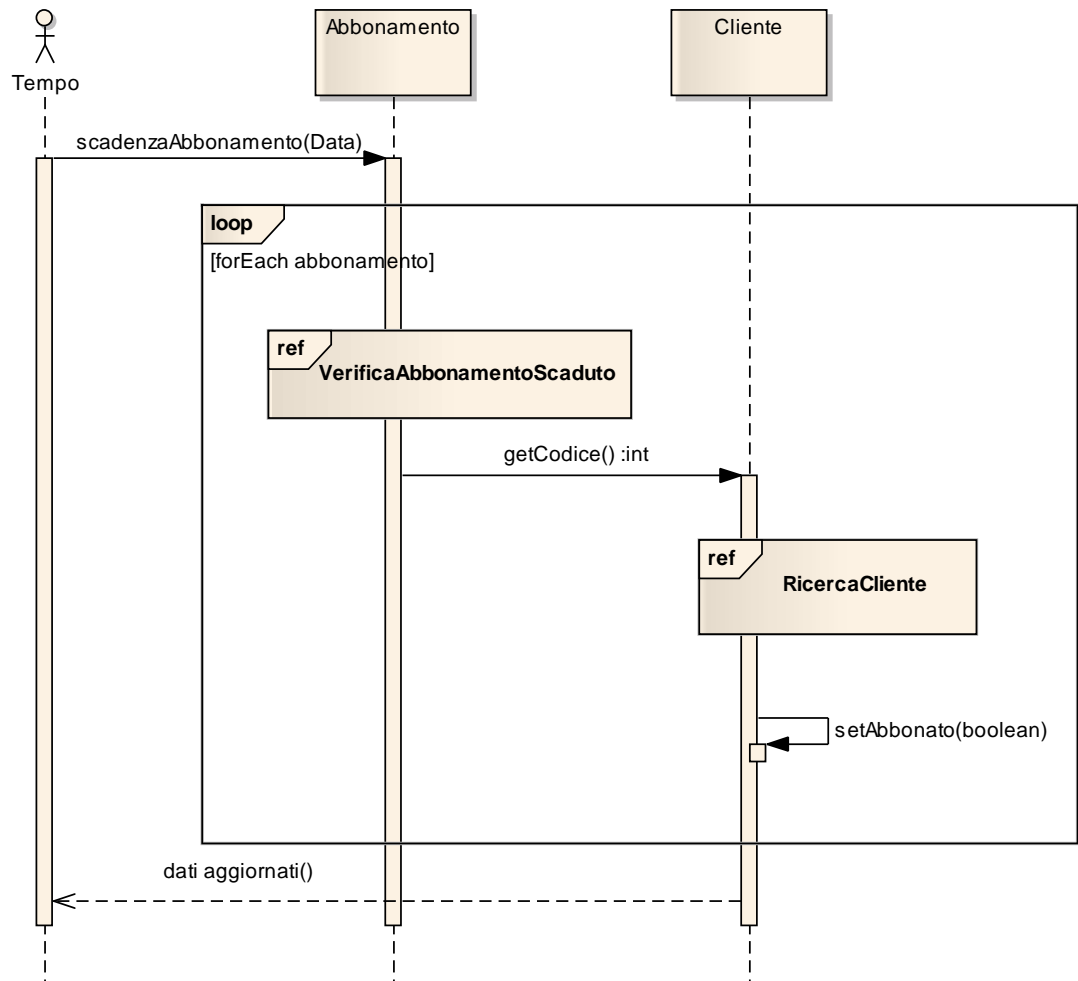 Tempo
Abbonamento
Cliente
scadenzaAbbonamento(Data)
loop
[forEach abbonamento]
ref
VerificaAbbonamentoScaduto
getCodice() :int
ref
RicercaCliente
setAbbonato(boolean)
dati aggiornati()